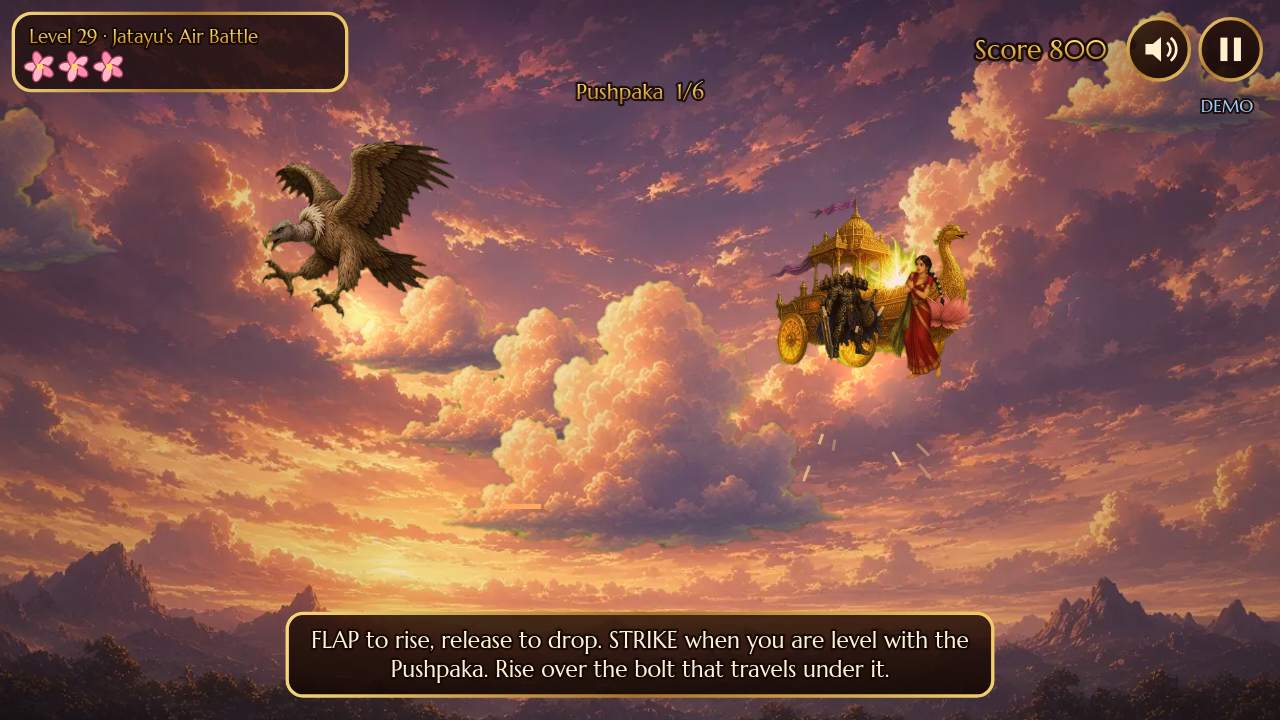 Level 29 · Jatayu's Air Battle
Score 800
Pushpaka 1/6
DEMO
FLAP to rise, release to drop. STRIKE when you are level with the
Pushpaka. Rise over the bolt that travels under it.